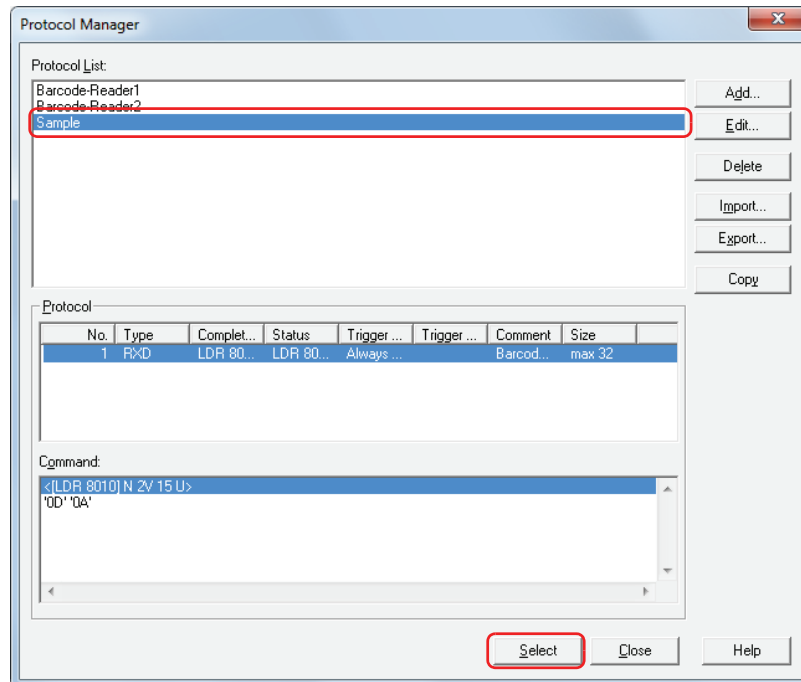 Protocol Manager
Protocol List:
Barcode-Reader1
Barcode-Reader2
Sample
Add...
Edit...
Delete
Import...
Export...
Copy
Protocol
No. Type Complet... Status Trigger ... Trigger ... Comment Size
1 RXD LDR 80... LDR 80... Always ... Barcod... max 32
Command:
<[LDR 8010] N 2V 15 U>
'0D' '0A'
Select Close Help